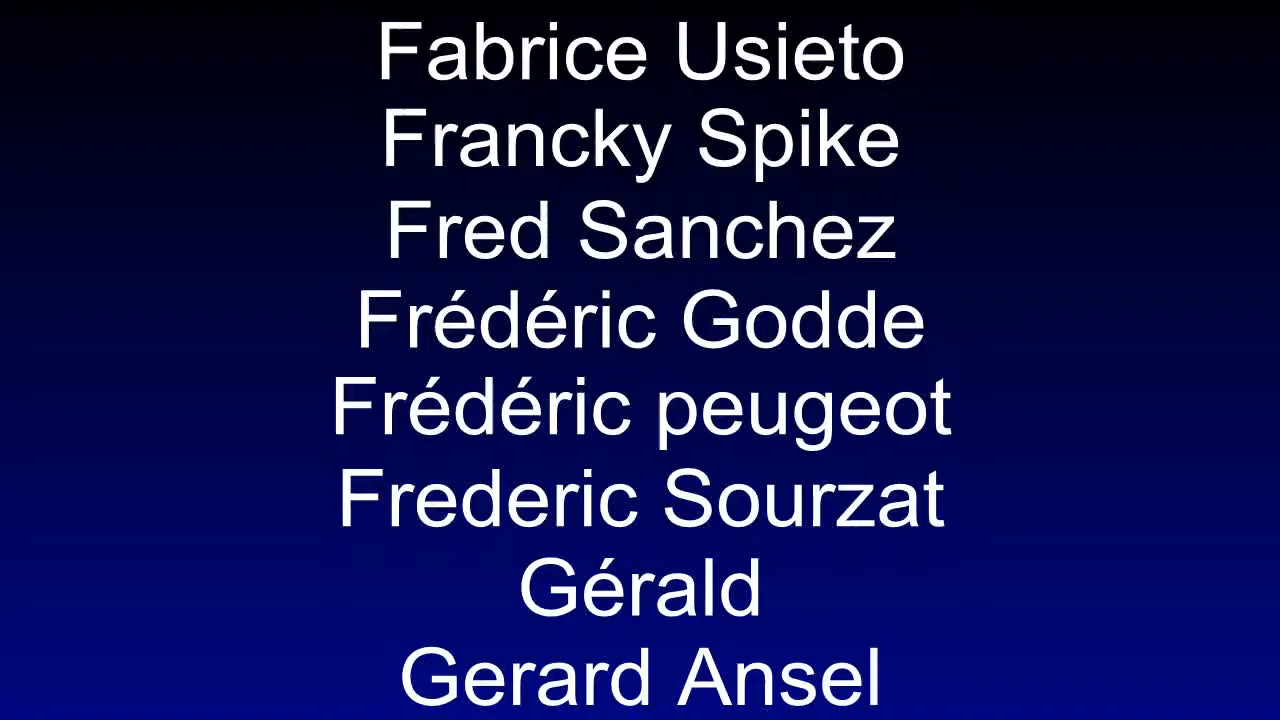 Fabrice Usieto
Francky Spike
Fred Sanchez
Frédéric Godde
Frédéric peugeot
Frederic Sourzat
Gérald
Gerard Ansel